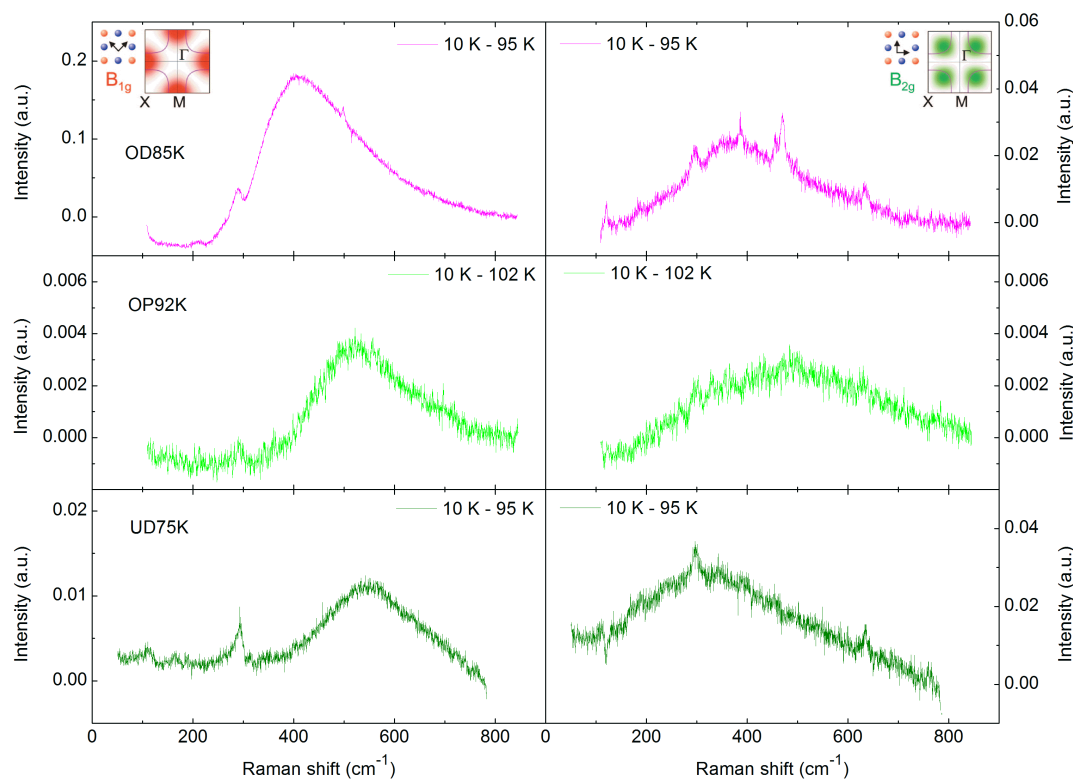 0.06
10 K - 95 K
10 K - 95 K
B1g
Γ
X M
B2g
Γ
X M
OD85K
0.2
0.1
0.0
Intensity (a.u.)
0.04
0.02
0.00
Intensity (a.u.)
10 K - 102 K
10 K - 102 K
OP92K
0.006
0.004
0.002
0.000
Intensity (a.u.)
0.006
0.004
0.002
0.000
Intensity (a.u.)
10 K - 95 K
10 K - 95 K
UD75K
0.02
0.01
0.00
Intensity (a.u.)
0.04
0.02
0.00
Intensity (a.u.)
0 200 400 600 800
0 200 400 600 800
Raman shift (cm⁻¹)
Raman shift (cm⁻¹)